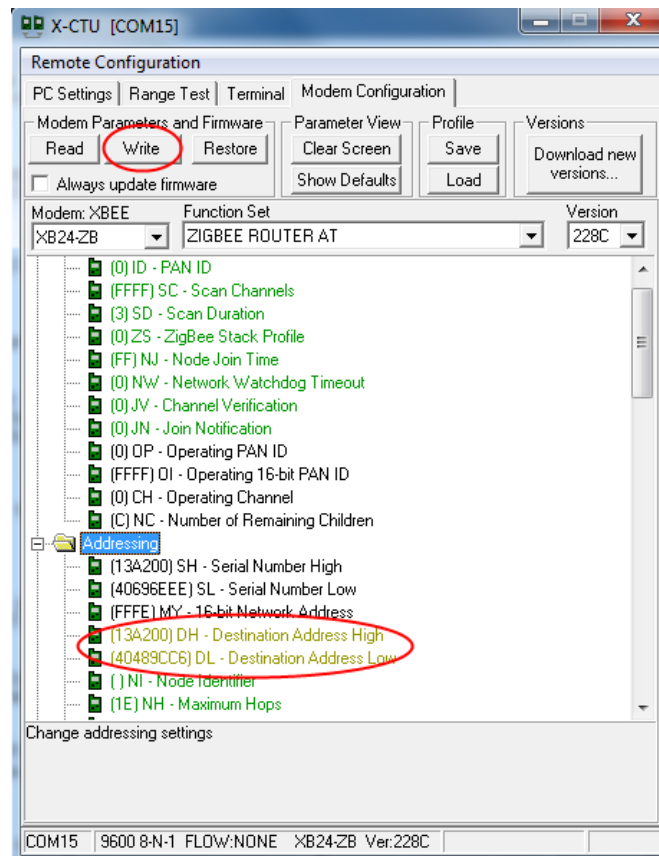 X-CTU [COM15]
Remote Configuration
PC Settings Range Test Terminal Modem Configuration
Modem Parameters and Firmware Parameter View Profile Versions
Read Write Restore Clear Screen Save Download new versions...
Always update firmware Show Defaults Load
Modem: XBEE Function Set Version
XB24-ZB ZIGBEE ROUTER AT 228C
(0) ID - PAN ID
(FFFF) SC - Scan Channels
(3) SD - Scan Duration
(0) ZS - ZigBee Stack Profile
(FF) NJ - Node Join Time
(0) NW - Network Watchdog Timeout
(0) JV - Channel Verification
(0) JN - Join Notification
(0) OP - Operating PAN ID
(FFFF) OI - Operating 16-bit PAN ID
(0) CH - Operating Channel
(C) NC - Number of Remaining Children
Addressing
(13A200) SH - Serial Number High
(40696EEE) SL - Serial Number Low
(FFFE) MY - 16-bit Network Address
(13A200) DH - Destination Address High
(40489CC6) DL - Destination Address Low
( ) NI - Node Identifier
(1E) NH - Maximum Hops
Change addressing settings
COM15 9600 8-N-1 FLOW:NONE XB24-ZB Ver:228C